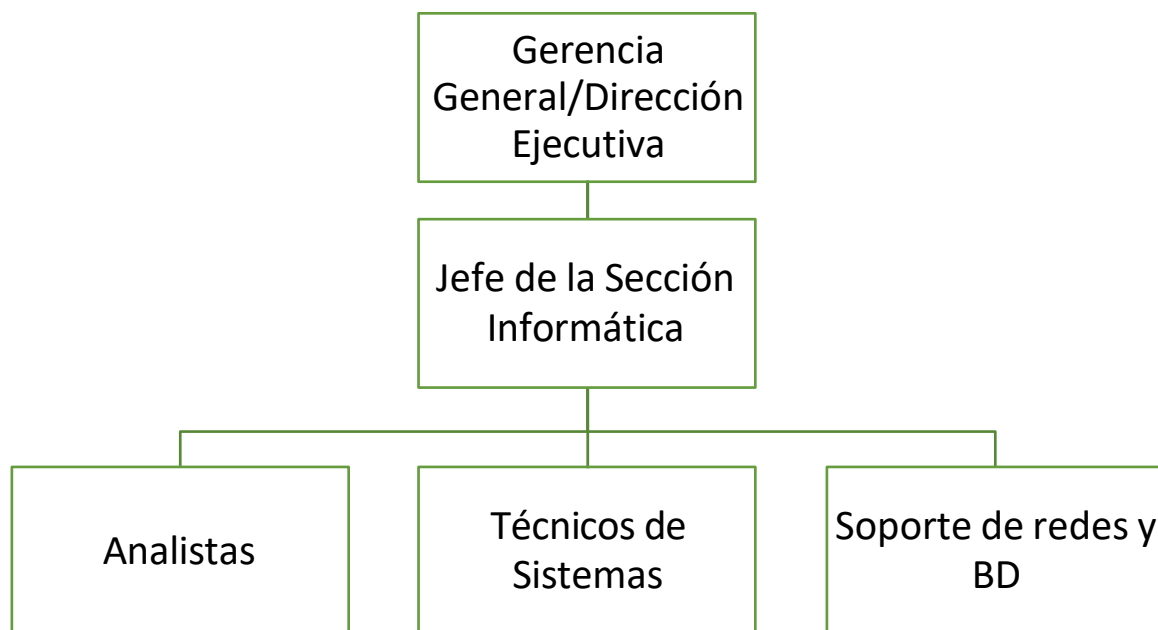 Gerencia
General/Dirección
Ejecutiva
Jefe de la Sección
Informática
Analistas
Técnicos de
Sistemas
Soporte de redes y
BD